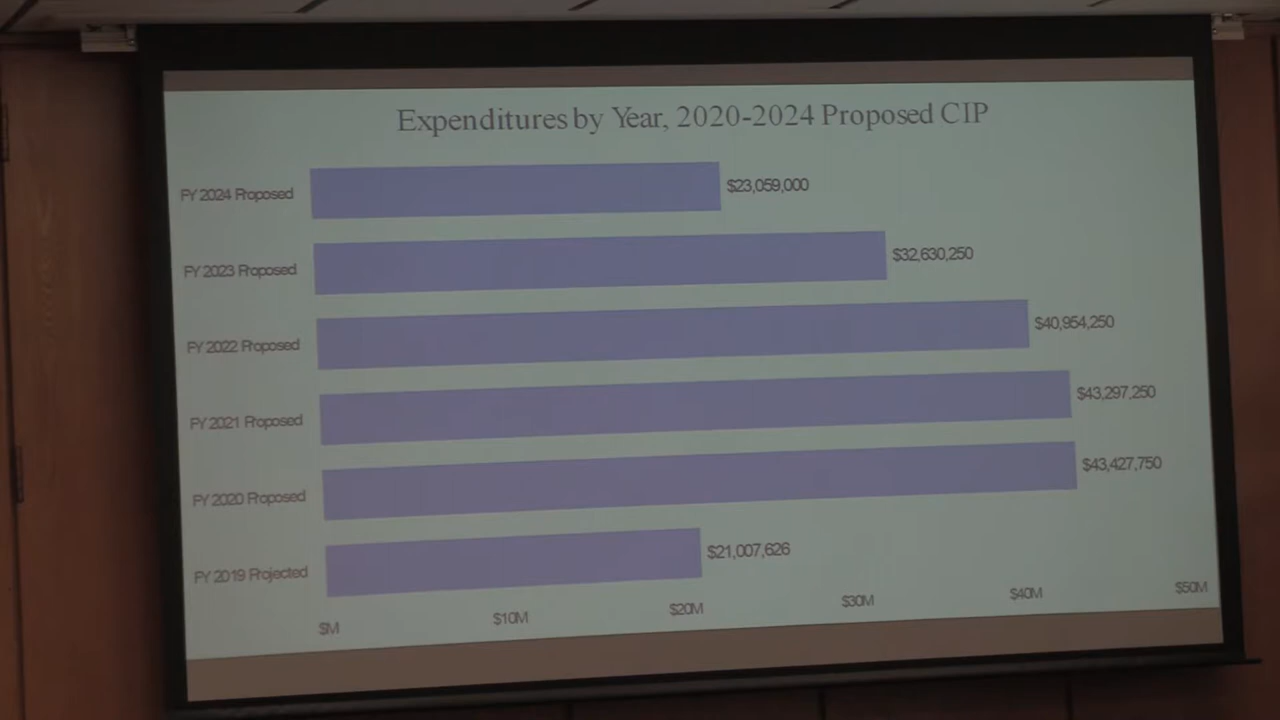 Expenditures by Year, 2020-2024 Proposed CIP
FY 2024 Proposed $23,059,000
FY 2023 Proposed $32,630,250
FY 2022 Proposed $40,954,250
FY 2021 Proposed $43,297,250
FY 2020 Proposed $43,427,750
FY 2019 Projected $21,007,626
$M $10M $20M $30M $40M $50M